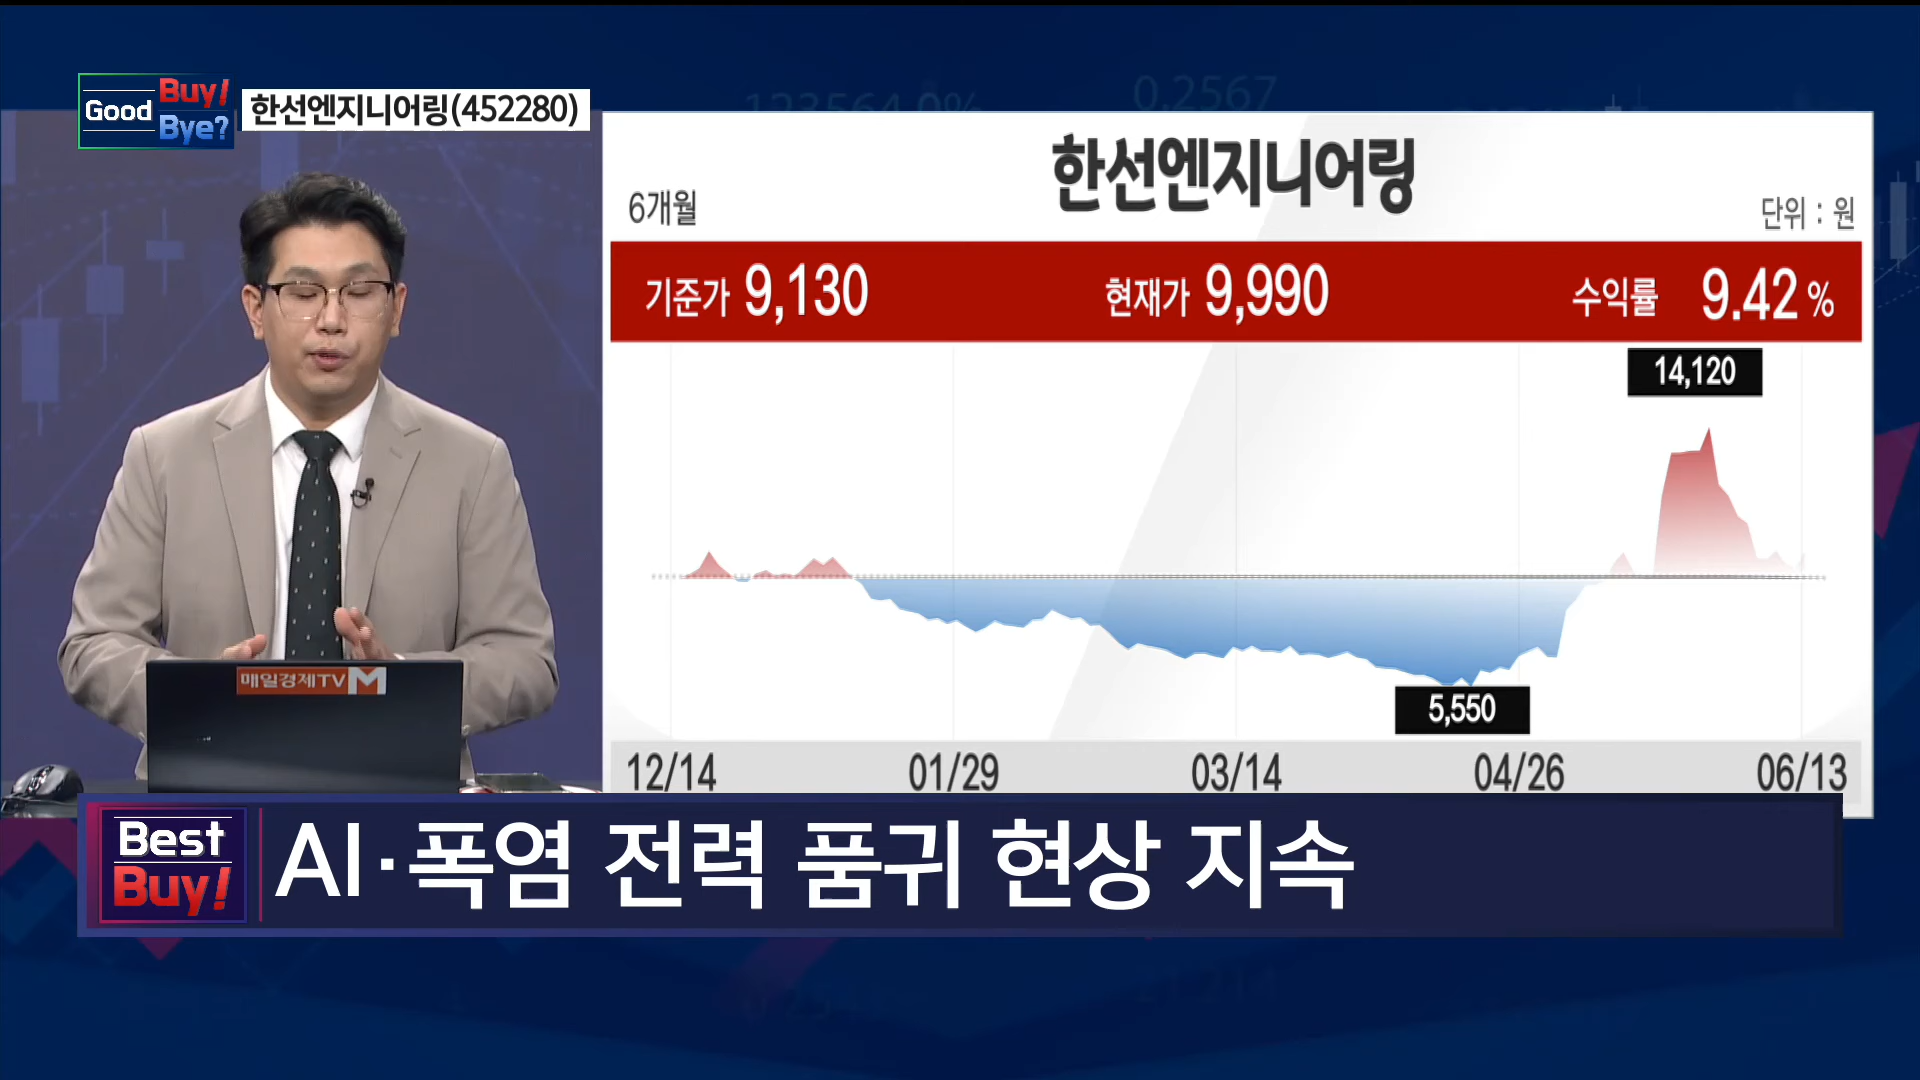 Good Buy! Bye?
한선엔지니어링(452280)
한선엔지니어링
6개월
단위 : 원
기준가 9,130
현재가 9,990
수익률 9.42 %
14,120
5,550
12/14 01/29 03/14 04/26 06/13
매일경제TV M
Best Buy!
AI·폭염 전력 품귀 현상 지속